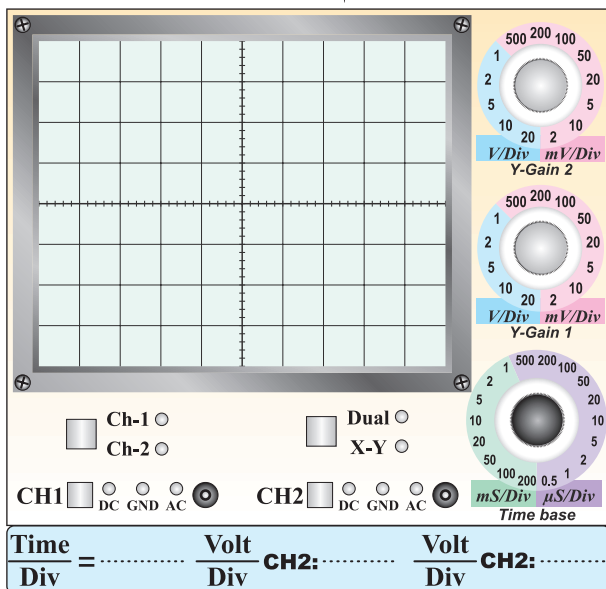 500 200 100
1 50
2 20
5 10
10 5
20 2
V/Div mV/Div
Y-Gain 2
500 200 100
1 50
2 20
5 10
10 5
20 2
V/Div mV/Div
Y-Gain 1
1 500 200 100
2 50
5 20
10 10
20 5
50 2
100 200 0.5 1
mS/Div µS/Div
Time base
Ch-1 Dual
Ch-2 X-Y
CH1 DC GND AC
CH2 DC GND AC
Time/Div = ............ Volt/Div CH2:............ Volt/Div CH2:............